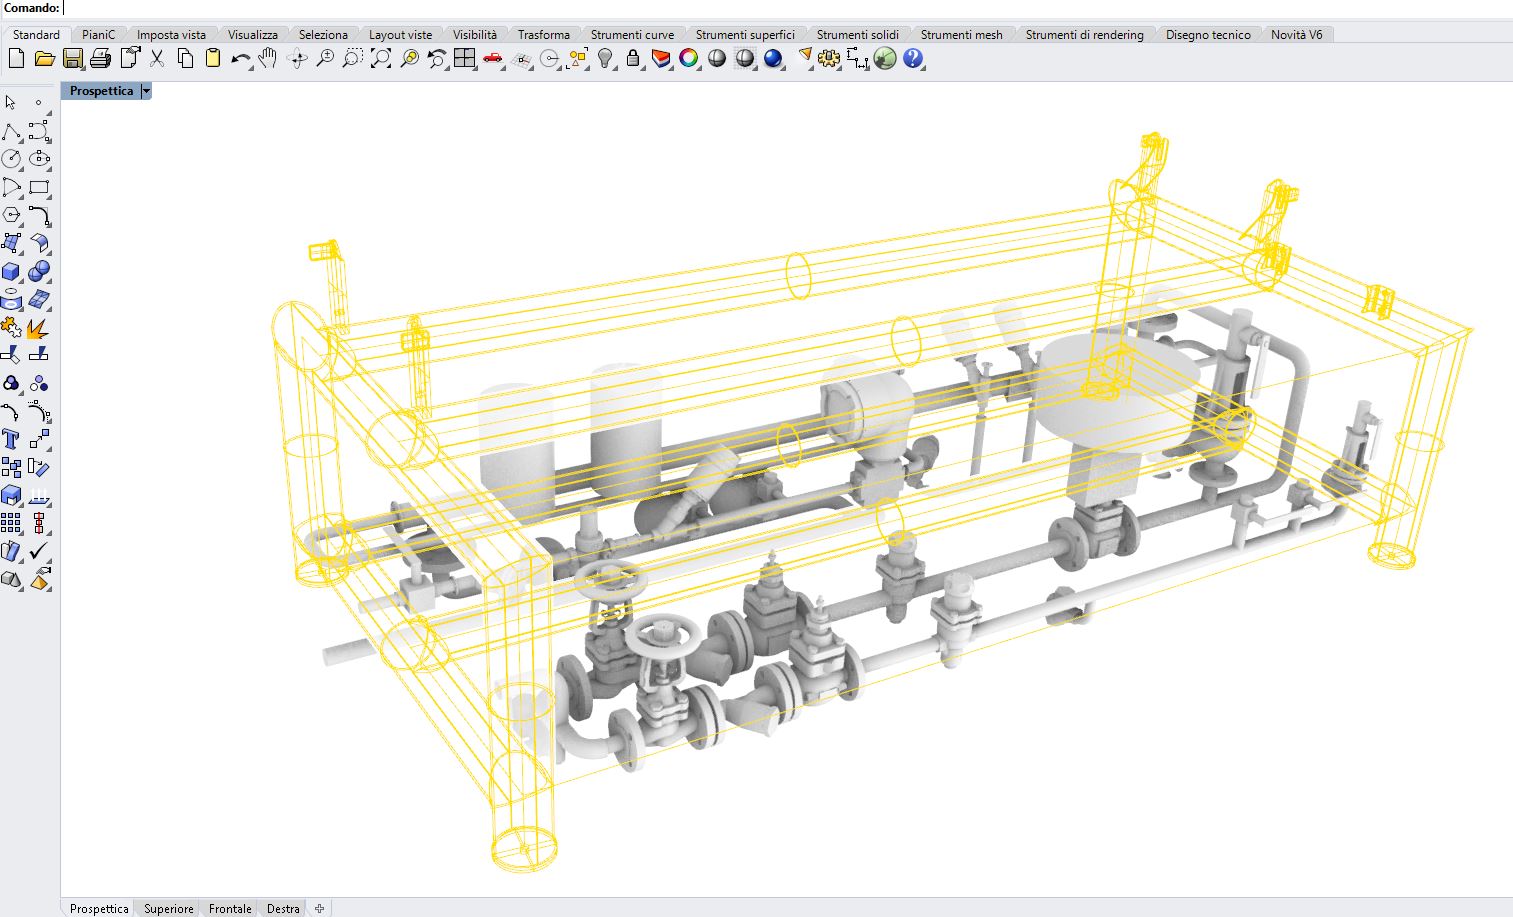 Comando:
Standard PianiC Imposta vista Visualizza Seleziona Layout viste Visibilità Trasforma Strumenti curve Strumenti superfici Strumenti solidi Strumenti mesh Strumenti di rendering Disegno tecnico Novità V6
Prospettica
Prospettica Superiore Frontale Destra